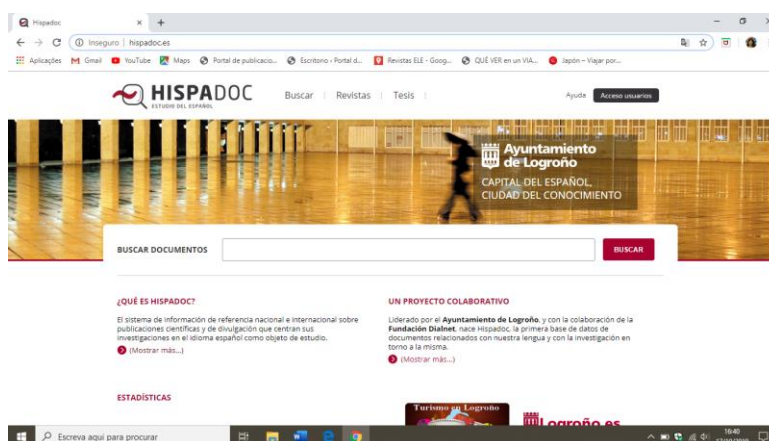 Hispadoc
Inseguro | hispadoc.es
Aplicações Gmail YouTube Maps Portal de publicacio... Escritorio - Portal d... Revistas ELE - Goog... QUÉ VER en un VIA... Japón – Viajar por...
HISPADOC
ESTUDIO DEL ESPAÑOL
Buscar Revistas Tesis
Ayuda Acceso usuarios
Ayuntamiento
de Logroño
CAPITAL DEL ESPAÑOL,
CIUDAD DEL CONOCIMIENTO
BUSCAR DOCUMENTOS BUSCAR
¿QUÉ ES HISPADOC?
El sistema de información de referencia nacional e internacional sobre
publicaciones científicas y de divulgación que centran sus
investigaciones en el idioma español como objeto de estudio.
(Mostrar más...)
UN PROYECTO COLABORATIVO
Liderado por el Ayuntamiento de Logroño, y con la colaboración de la
Fundación Dialnet, nace Hispadoc, la primera base de datos de
documentos relacionados con nuestra lengua y con la investigación en
torno a la misma.
(Mostrar más...)
ESTADÍSTICAS
Turismo en Logroño
Logroño.es
Escreva aqui para procurar
16:40